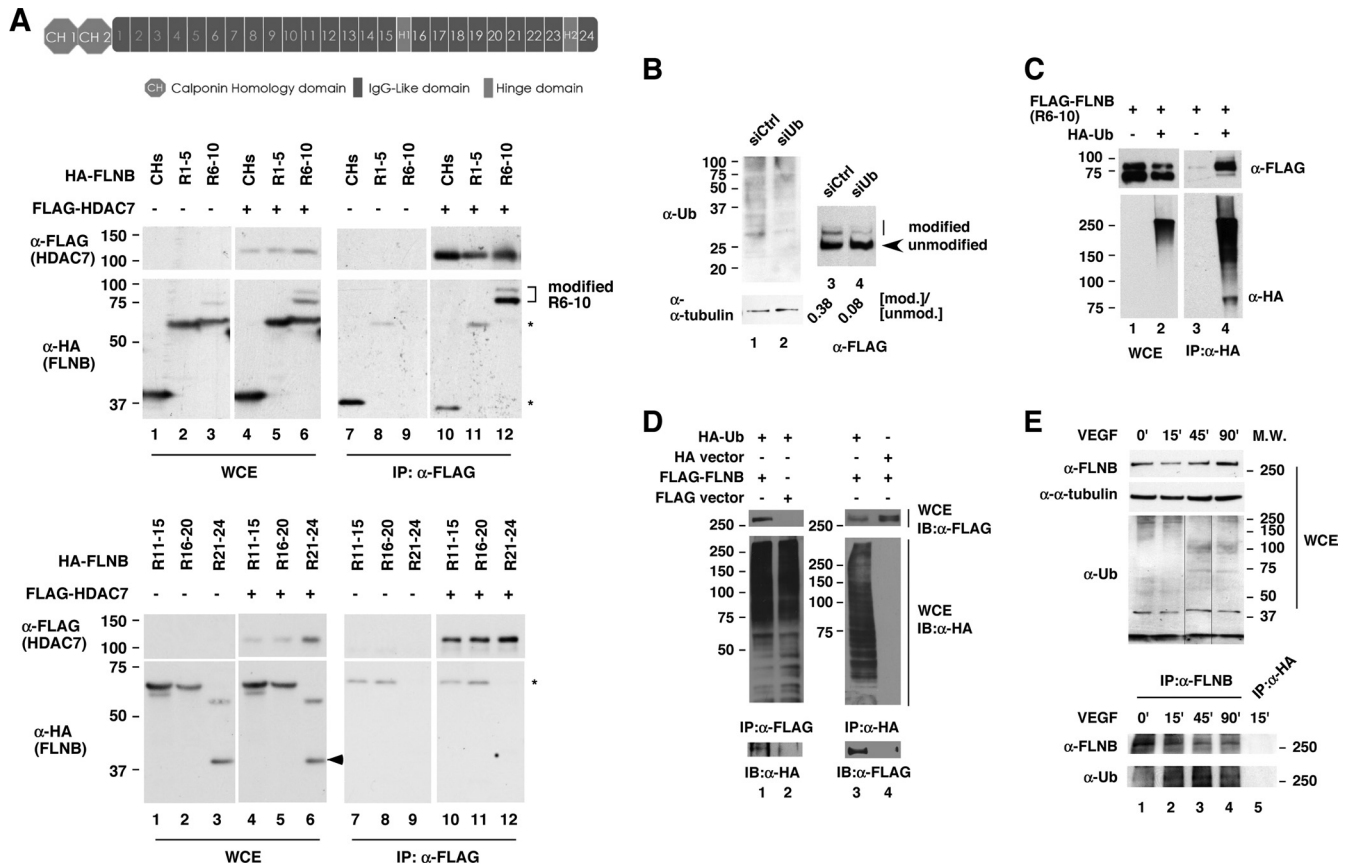 A
CH 1 CH 2 1 2 3 4 5 6 7 8 9 10 11 12 13 14 15 H1 16 17 18 19 20 21 22 23 H2 24
CH Calponin Homology domain IgG-Like domain Hinge domain
HA-FLNB CHs R1-5 R6-10 CHs R1-5 R6-10 CHs R1-5 R6-10 CHs R1-5 R6-10
FLAG-HDAC7 - - - + + + - - - + + +
α-FLAG
(HDAC7)
150
100
α-HA
(FLNB)
100
75
50
37
modified
R6-10
*
*
1 2 3 4 5 6 7 8 9 10 11 12
WCE IP: α-FLAG
HA-FLNB R11-15 R16-20 R21-24 R11-15 R16-20 R21-24 R11-15 R16-20 R21-24 R11-15 R16-20 R21-24
FLAG-HDAC7 - - - + + + - - - + + +
α-FLAG
(HDAC7)
150
100
α-HA
(FLNB)
75
50
37
*
1 2 3 4 5 6 7 8 9 10 11 12
WCE IP: α-FLAG
B
siCtrl siUb
α-Ub
100
75
50
37
25
20
α-
α-tubulin
1 2
siCtrl siUb
modified
unmodified
3 4
0.38 0.08 [mod.]/
[unmod.]
α-FLAG
C
FLAG-FLNB
(R6-10) + + + +
HA-Ub - + - +
100
75
α-FLAG
250
150
100
75
α-HA
1 2 3 4
WCE IP:α-HA
D
HA-Ub + + + -
HA vector - - - +
FLAG-FLNB + - + +
FLAG vector - + - -
250 250
WCE
IB:α-FLAG
250
150
100
75
50
250
150
100
75
WCE
IB:α-HA
IP:α-FLAG IP:α-HA
IB:α-HA IB:α-FLAG
1 2 3 4
E
VEGF 0' 15' 45' 90' M.W.
α-FLNB 250
α-α-tubulin
α-Ub
250
150
100
75
50
37
WCE
IP:α-FLNB IP:α-HA
VEGF 0' 15' 45' 90' 15'
α-FLNB 250
α-Ub 250
1 2 3 4 5